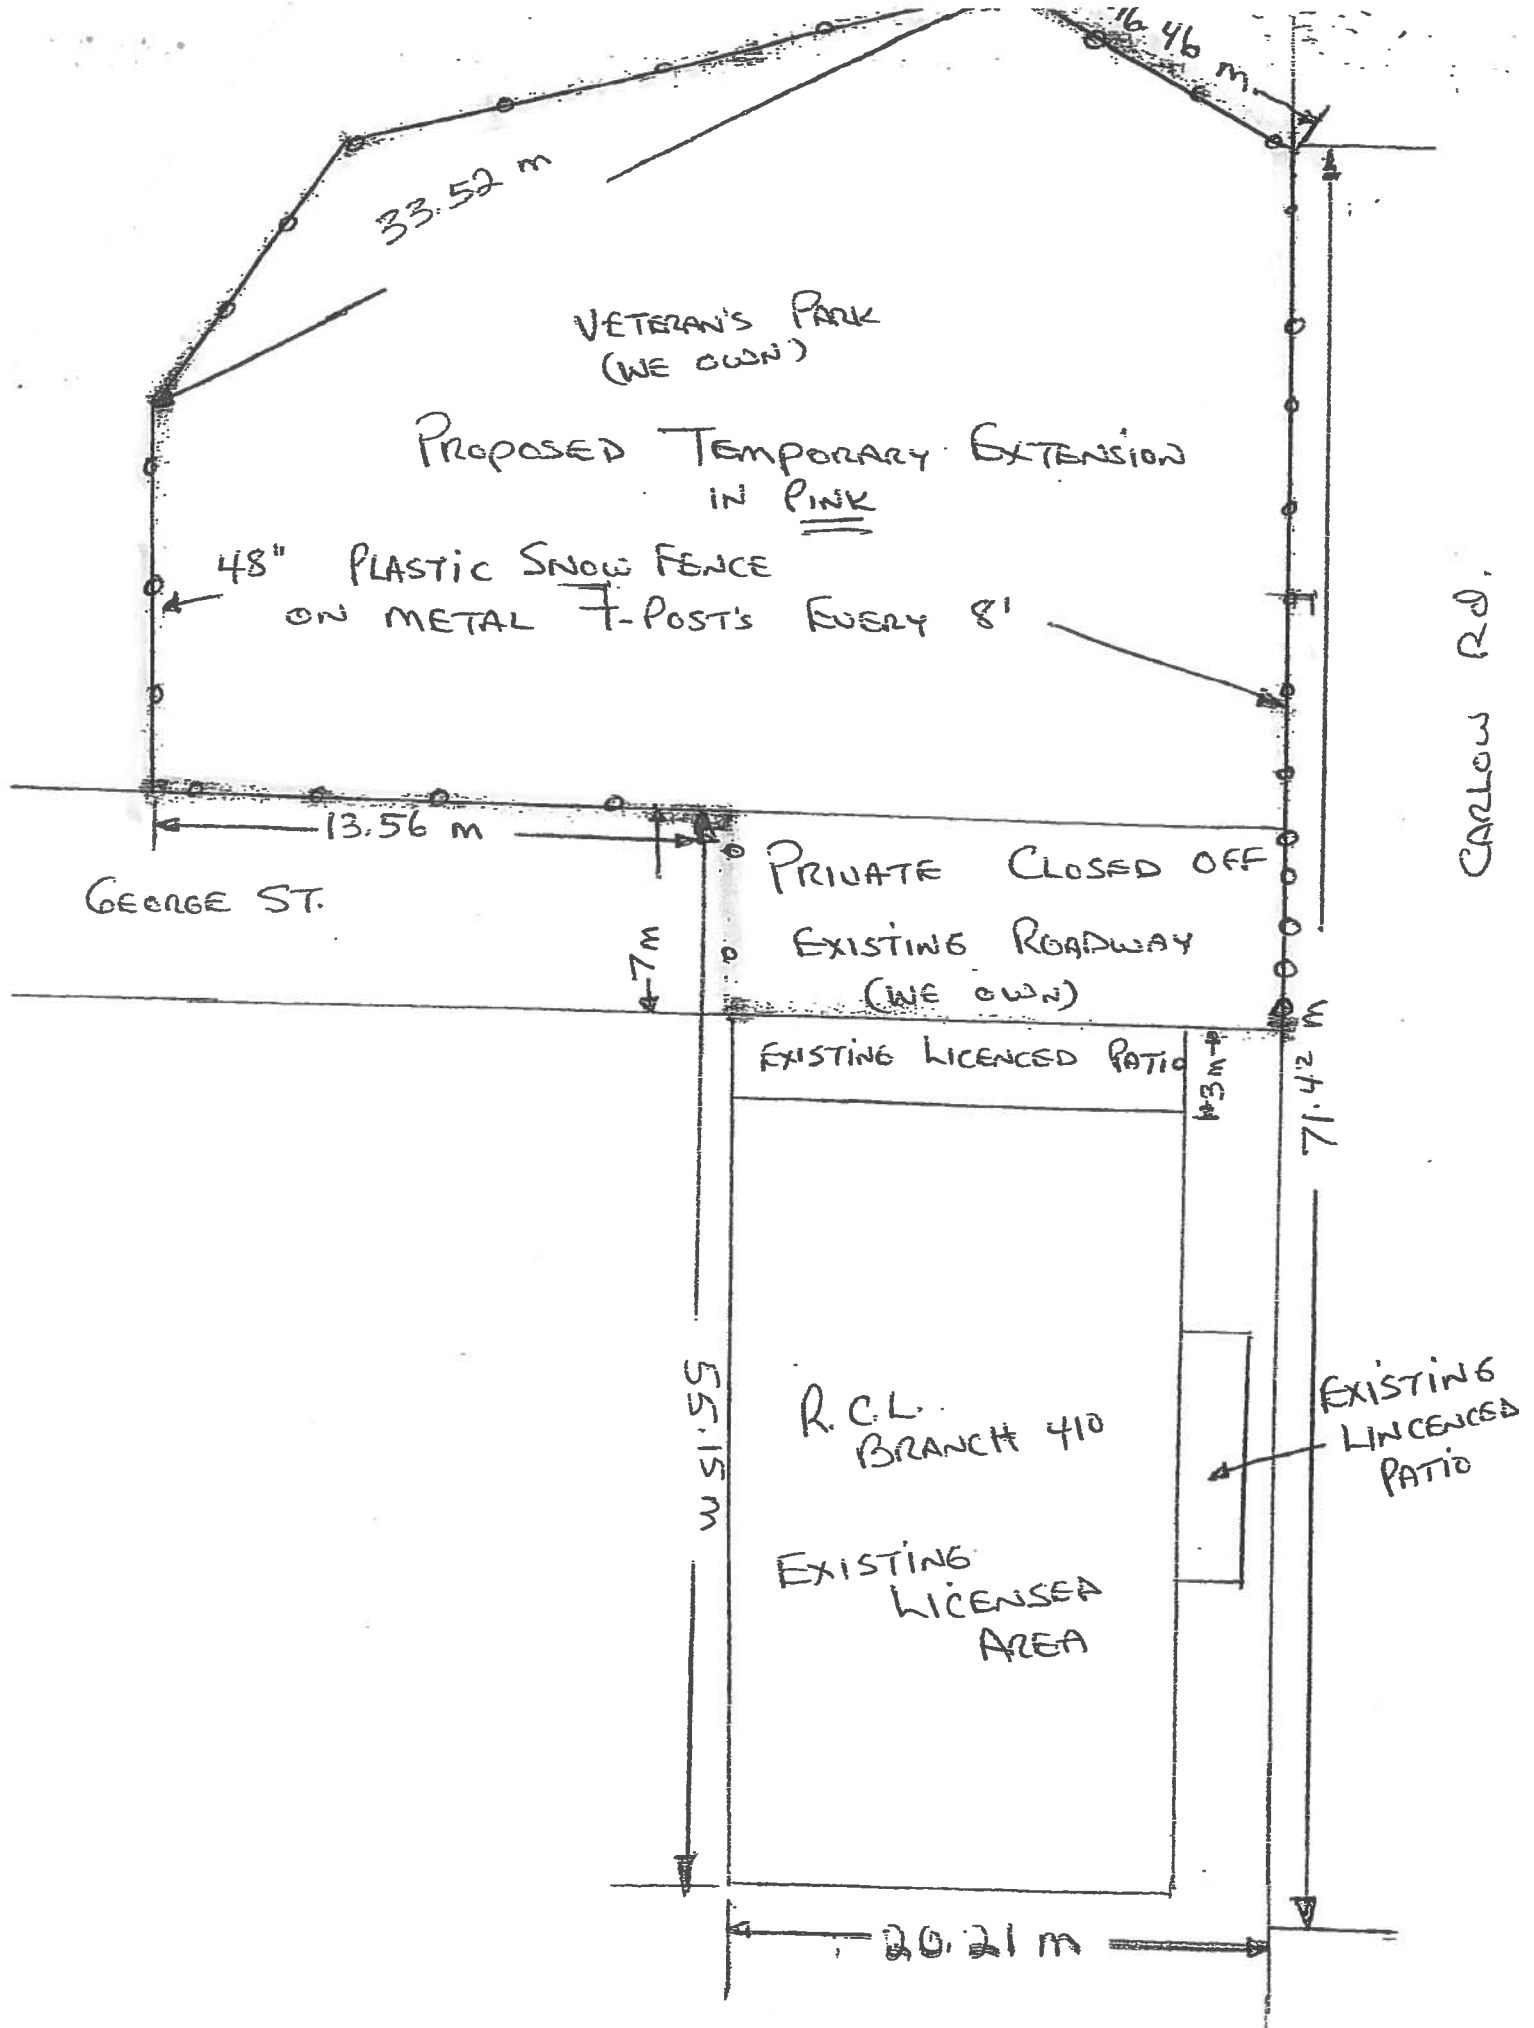 16.46 m
33.52 m
VETERAN'S PARK
(WE OWN)
PROPOSED TEMPORARY EXTENSION
IN PINK
48" PLASTIC SNOW FENCE
ON METAL T-POST'S EVERY 8'
CARLOW RD.
13.56 m
GEORGE ST.
7m
PRIVATE CLOSED OFF
EXISTING ROADWAY
(WE OWN)
EXISTING LICENCED PATIO
3m
71.42 m
55.15 m
R.C.L.
BRANCH 410
EXISTING
LICENSED
AREA
EXISTING
LINCENCED
PATIO
20.21 m